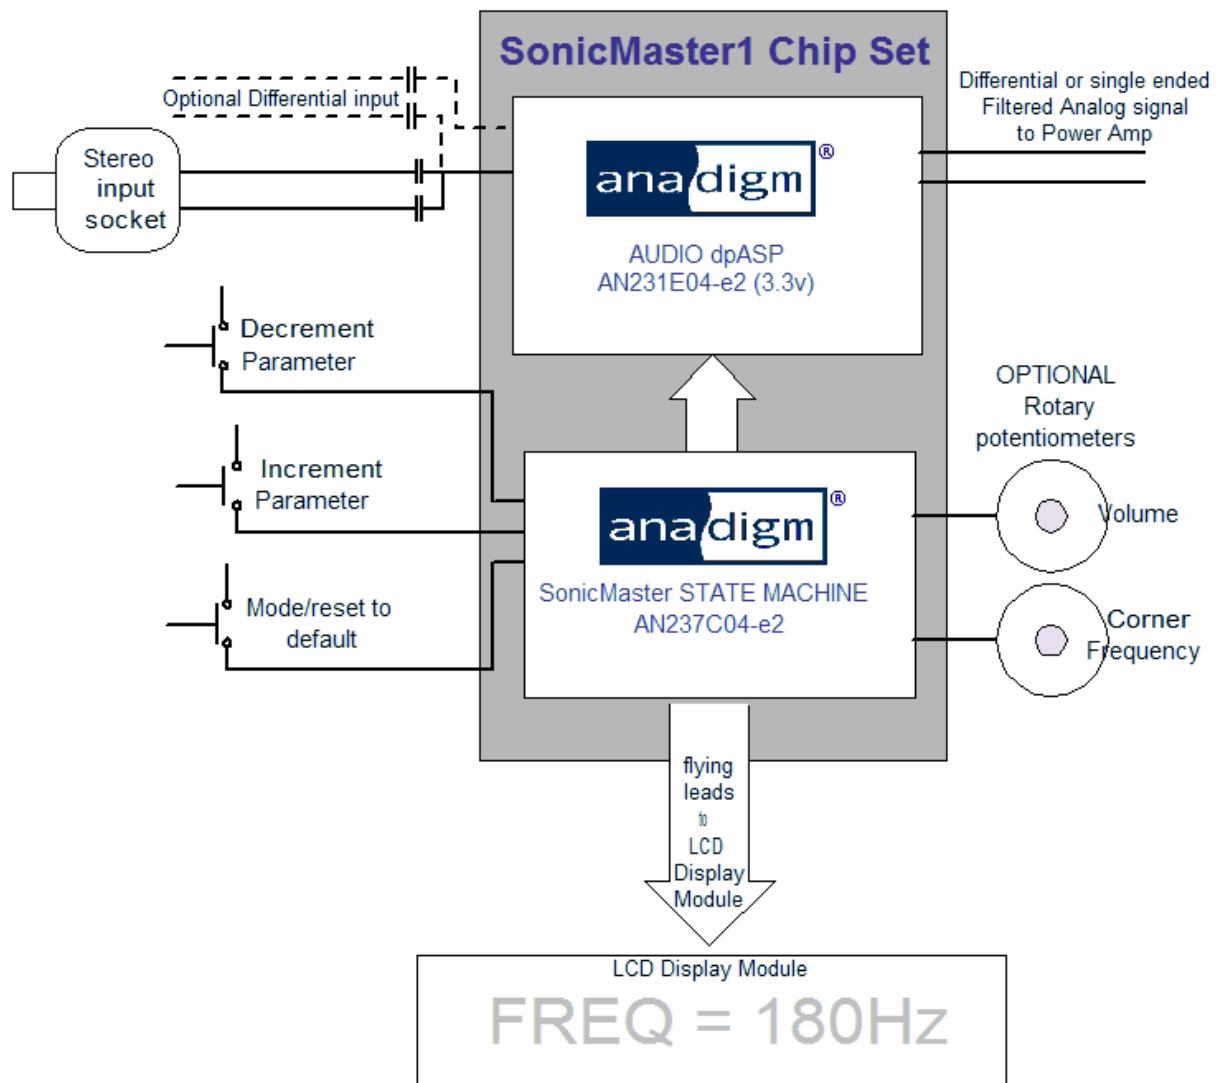 SonicMaster1 Chip Set
Optional Differential input
Differential or single ended
Filtered Analog signal
to Power Amp
Stereo
input
socket
anadigm®
AUDIO dpASP
AN231E04-e2 (3.3v)
Decrement
Parameter
Increment
Parameter
Mode/reset to
default
anadigm®
SonicMaster STATE MACHINE
AN237C04-e2
OPTIONAL
Rotary
potentiometers
Volume
Corner
Frequency
flying
leads
to
LCD
Display
Module
LCD Display Module
FREQ = 180Hz